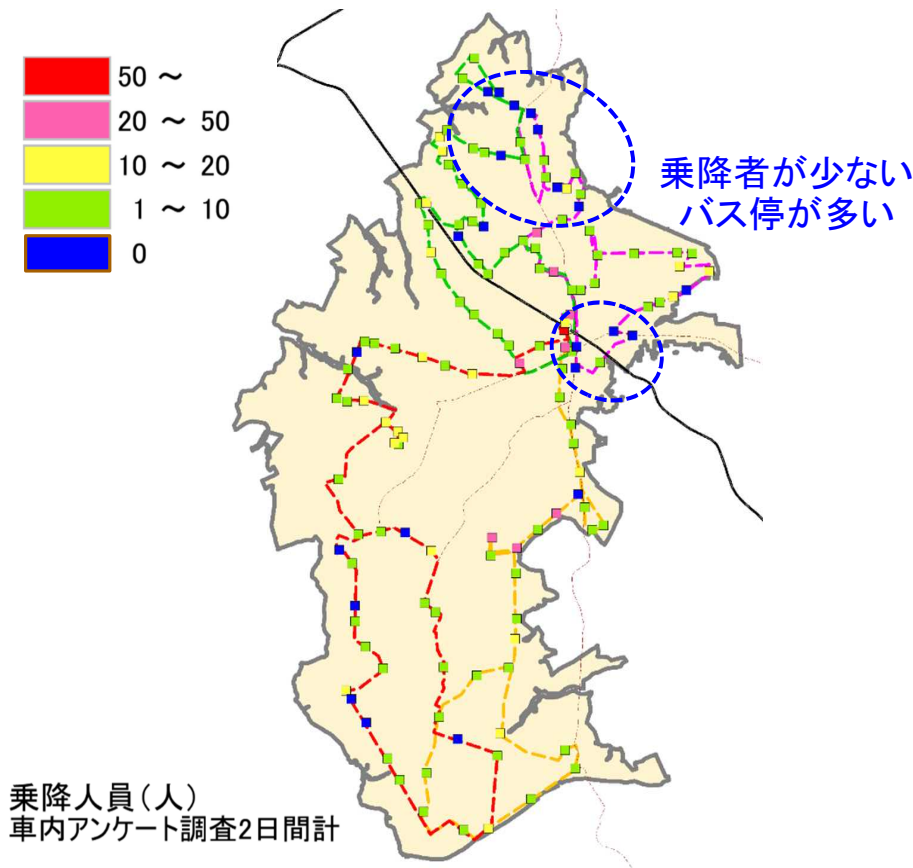 50 ～
20 ～ 50
10 ～ 20
1 ～ 10
0
乗降者が少ない
バス停が多い
乗降人員(人)
車内アンケート調査2日間計